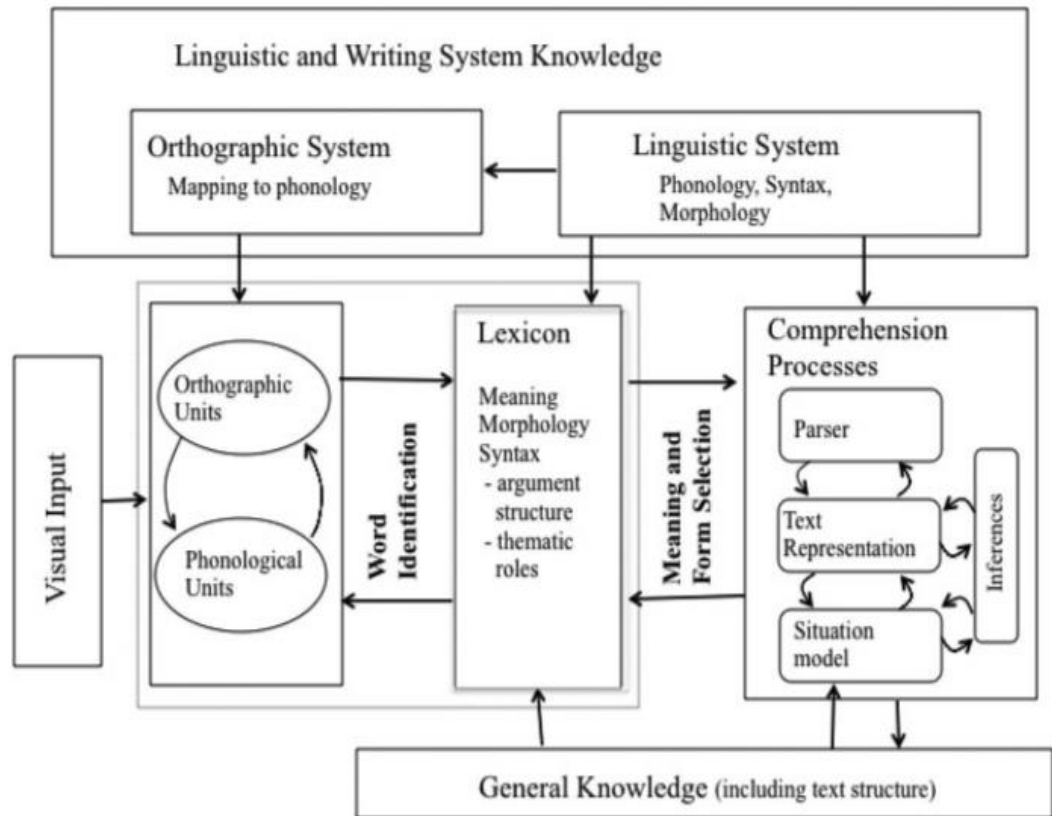 Linguistic and Writing System Knowledge
Orthographic System
Mapping to phonology
Linguistic System
Phonology, Syntax,
Morphology
Visual Input
Orthographic
Units
Phonological
Units
Word
Identification
Lexicon
Meaning
Morphology
Syntax
- argument
structure
- thematic
roles
Meaning and
Form Selection
Comprehension
Processes
Parser
Text
Representation
Situation
model
Inferences
General Knowledge (including text structure)